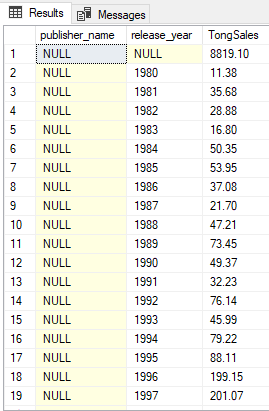 Results Messages
publisher_name release_year TongSales
1 NULL NULL 8819.10
2 NULL 1980 11.38
3 NULL 1981 35.68
4 NULL 1982 28.88
5 NULL 1983 16.80
6 NULL 1984 50.35
7 NULL 1985 53.95
8 NULL 1986 37.08
9 NULL 1987 21.70
10 NULL 1988 47.21
11 NULL 1989 73.45
12 NULL 1990 49.37
13 NULL 1991 32.23
14 NULL 1992 76.14
15 NULL 1993 45.99
16 NULL 1994 79.22
17 NULL 1995 88.11
18 NULL 1996 199.15
19 NULL 1997 201.07